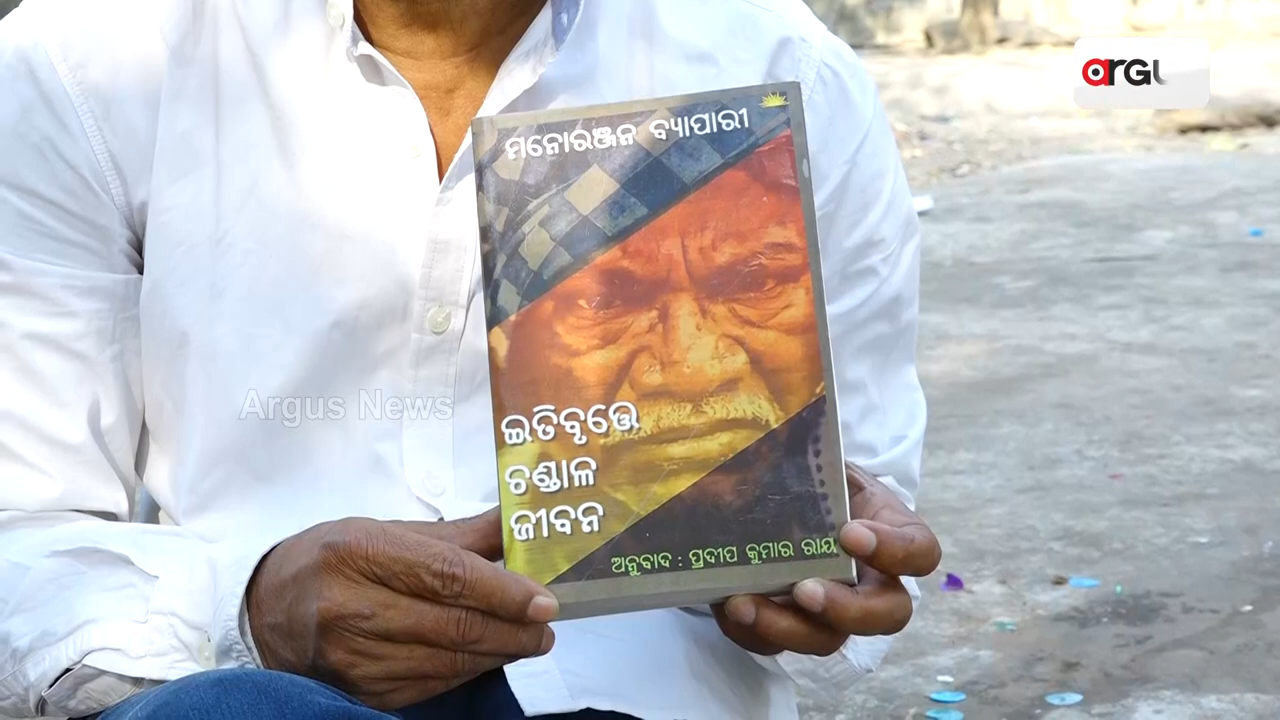 ARGU
ମନୋରଞ୍ଜନ ବ୍ୟାପାରୀ
Argus News
ଇତିବୃତ୍ତେ
ଚଣ୍ଡାଳ
ଜୀବନ
ଅନୁବାଦ : ପ୍ରଦୀପ କୁମାର ରାୟ